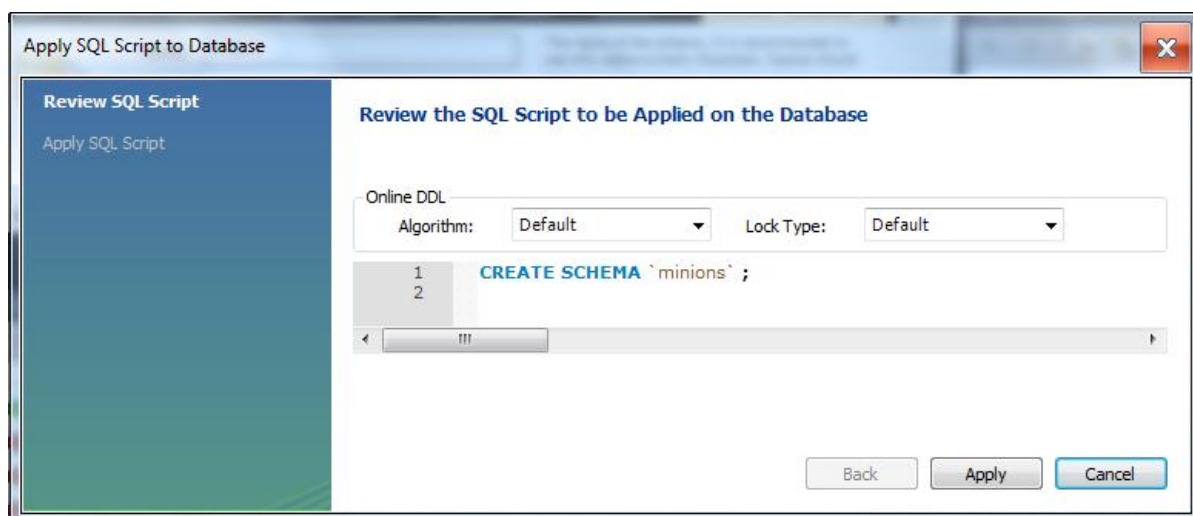 Apply SQL Script to Database
Review SQL Script
Apply SQL Script
Review the SQL Script to be Applied on the Database
Online DDL
Algorithm: Default Lock Type: Default
1 CREATE SCHEMA `minions` ;
2
Back Apply Cancel